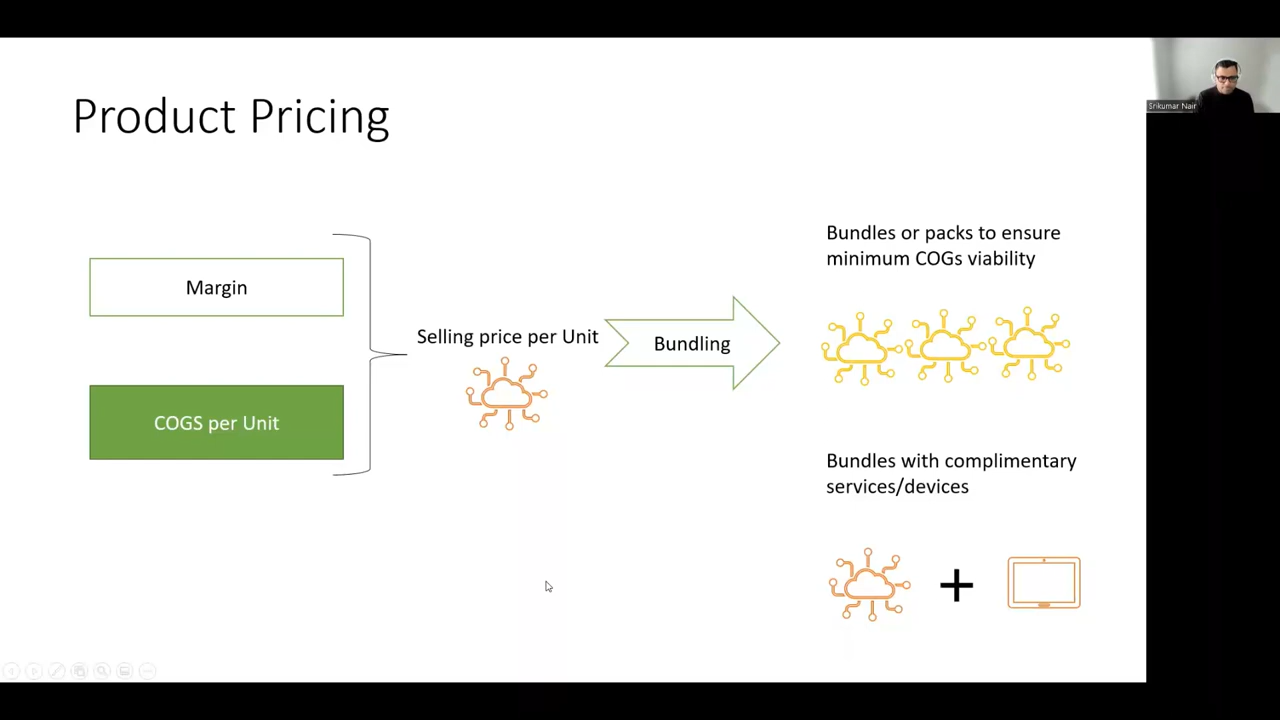 Product Pricing
Srikumar Nair
Margin
COGS per Unit
Selling price per Unit
Bundling
Bundles or packs to ensure
minimum COGs viability
Bundles with complimentary
services/devices